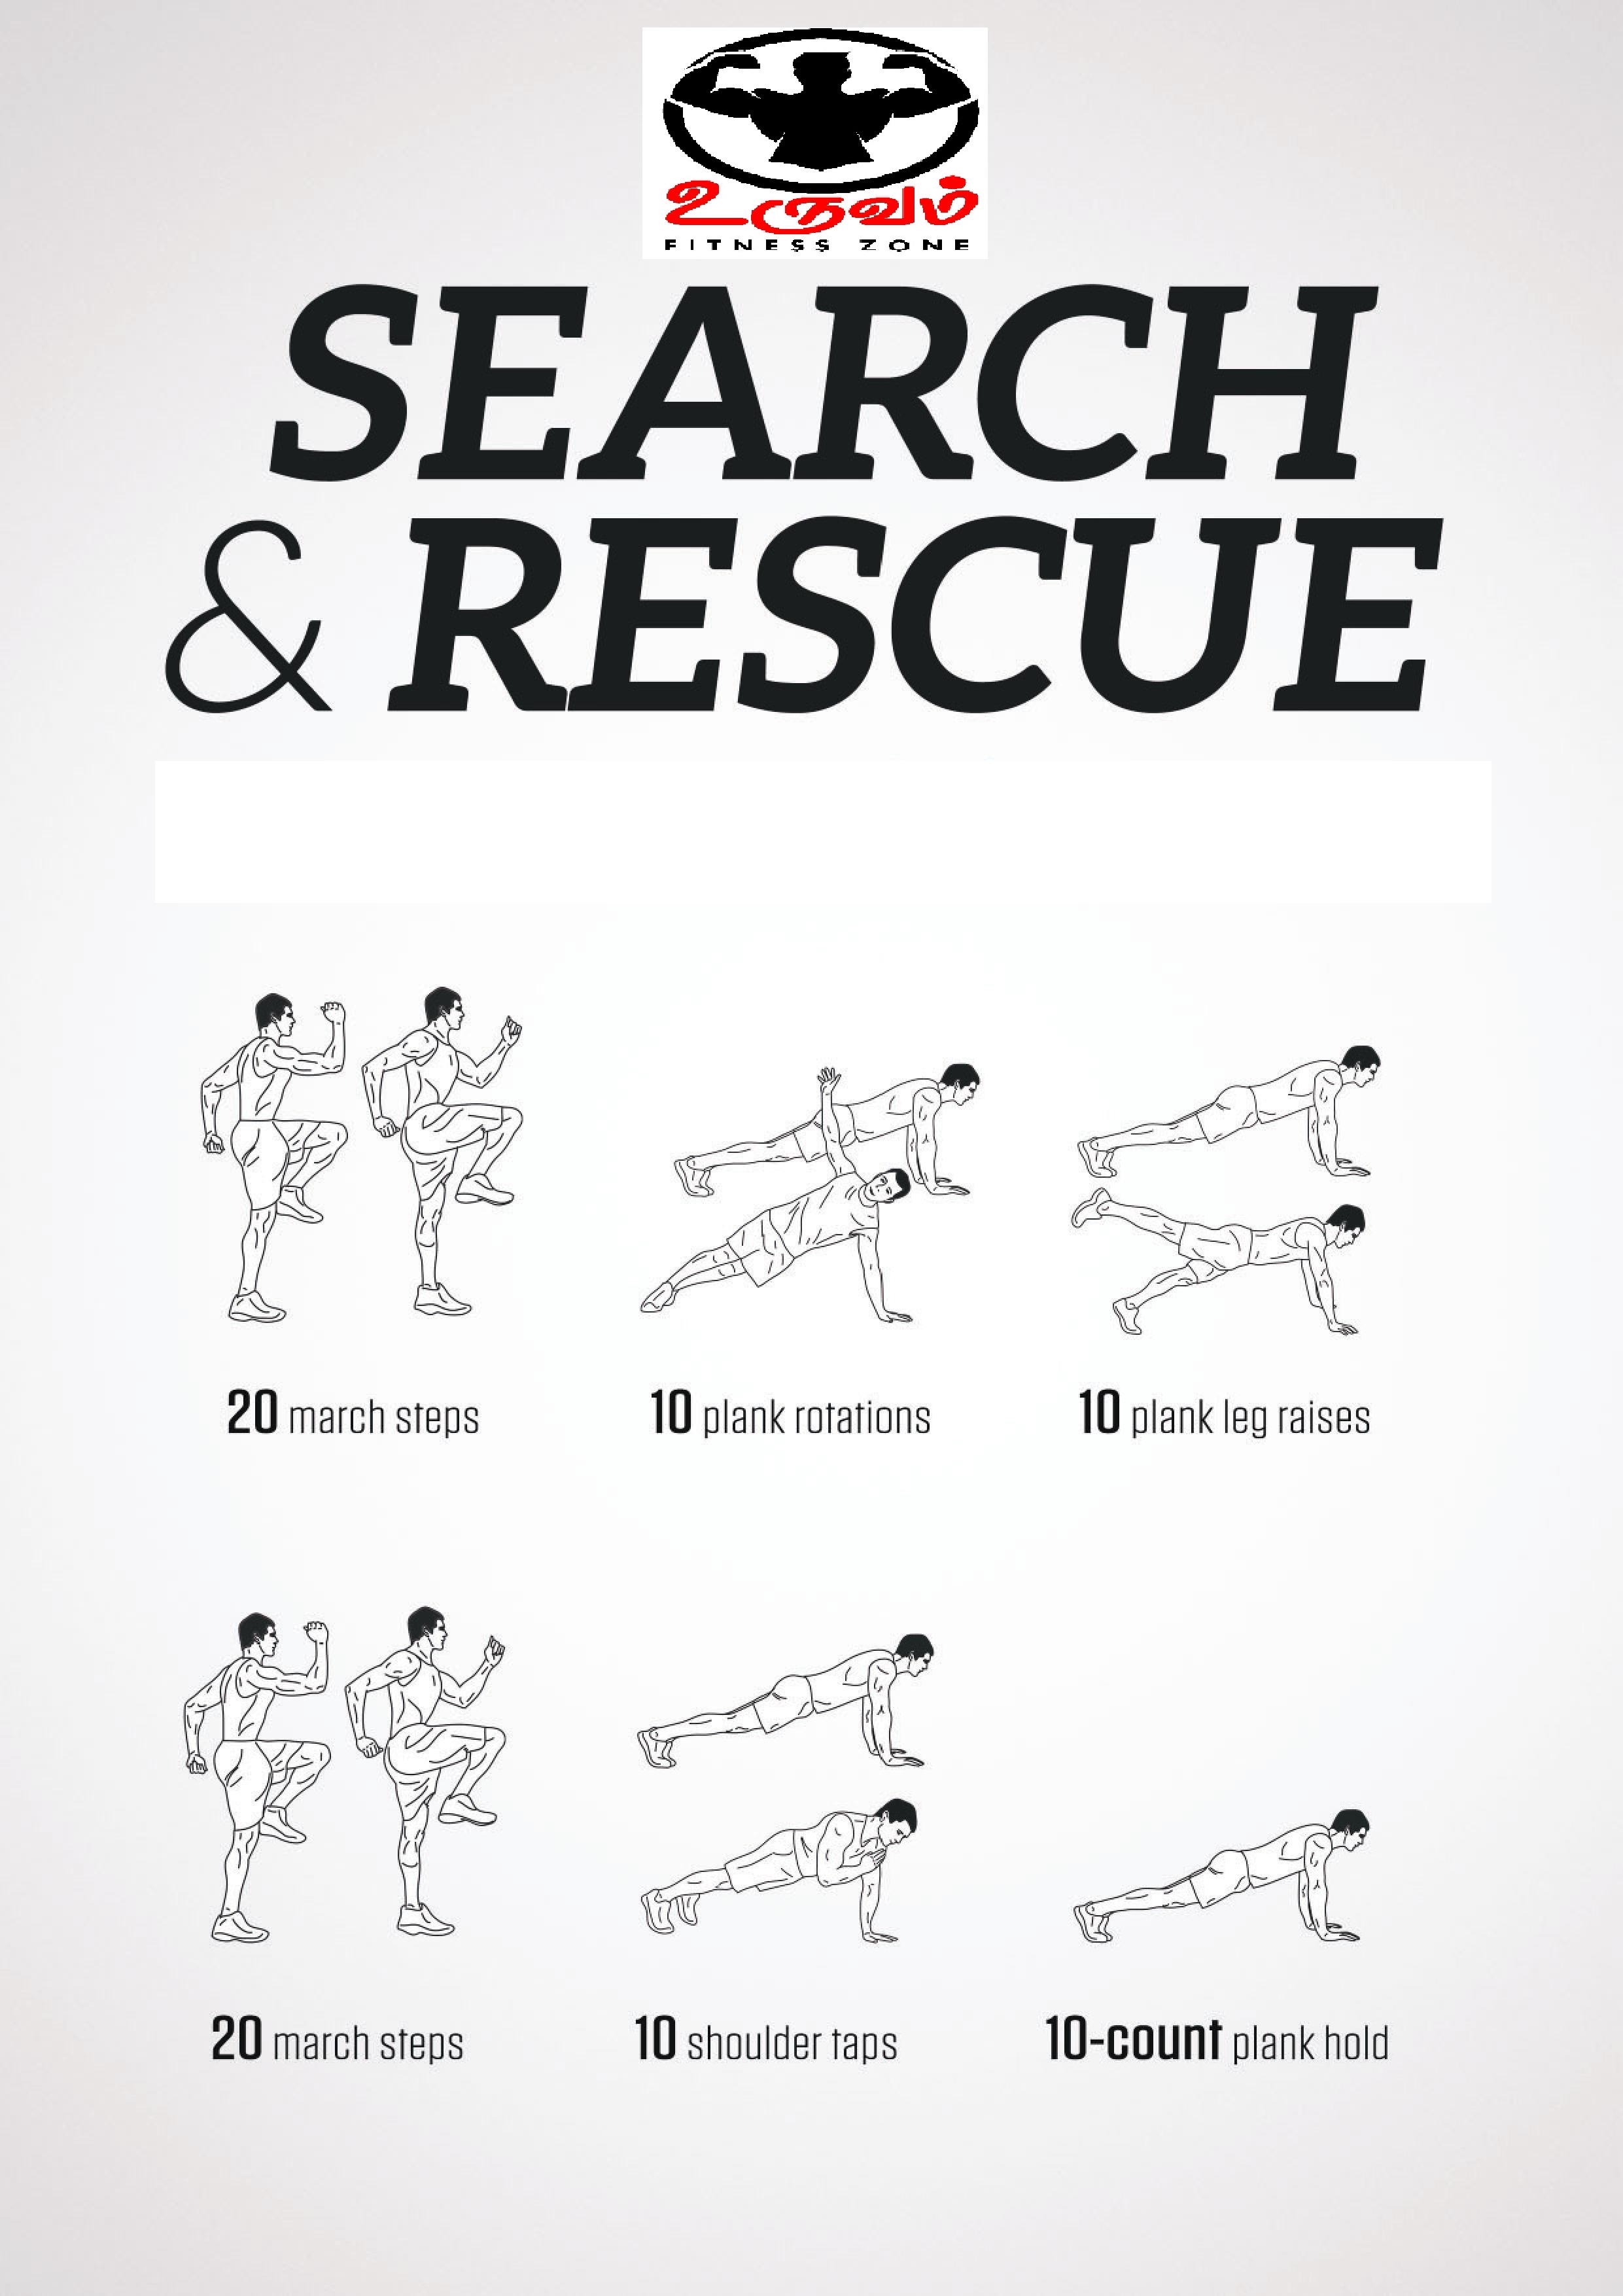 உருவம்
FITNESS ZONE
SEARCH
& RESCUE
20 march steps
10 plank rotations
10 plank leg raises
20 march steps
10 shoulder taps
10-count plank hold